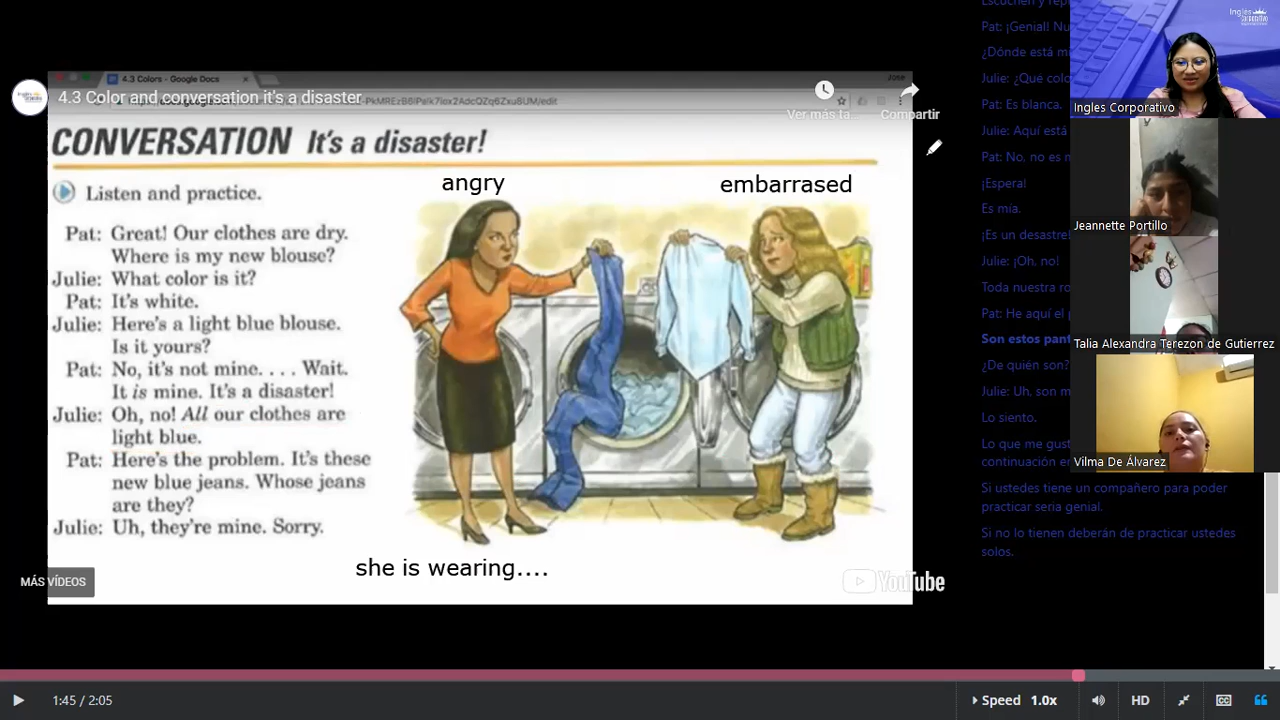 4.3 Colors - Google Docs
Jose
4.3 Color and conversation it's a disaster
Ver más ta...
Compartir
CONVERSATION It's a disaster!
angry
embarrased
Listen and practice.
Pat: Great! Our clothes are dry.
Where is my new blouse?
Julie: What color is it?
Pat: It's white.
Julie: Here's a light blue blouse.
Is it yours?
Pat: No, it's not mine. . . . Wait.
It is mine. It's a disaster!
Julie: Oh, no! All our clothes are
light blue.
Pat: Here's the problem. It's these
new blue jeans. Whose jeans
are they?
Julie: Uh, they're mine. Sorry.
she is wearing....
MÁS VÍDEOS
YouTube
Pat: ¡Genial! Nu
¿Dónde está m
Julie: ¿Qué colo
Pat: Es blanca.
Julie: Aquí está
Pat: No, no es m
¡Espera!
Es mía.
¡Es un desastre!
Julie: ¡Oh, no!
Toda nuestra ro
Pat: He aquí el p
Son estos pant
¿De quién son?
Julie: Uh, son m
Lo siento.
Lo que me gust
continuación en
Si ustedes tiene un compañero para poder
practicar seria genial.
Si no lo tienen deberán de practicar ustedes
solos.
Ingles Corporativo
Jeannette Portillo
Talia Alexandra Terezon de Gutierrez
Vilma De Álvarez
1:45 / 2:05
Speed 1.0x
HD
CC